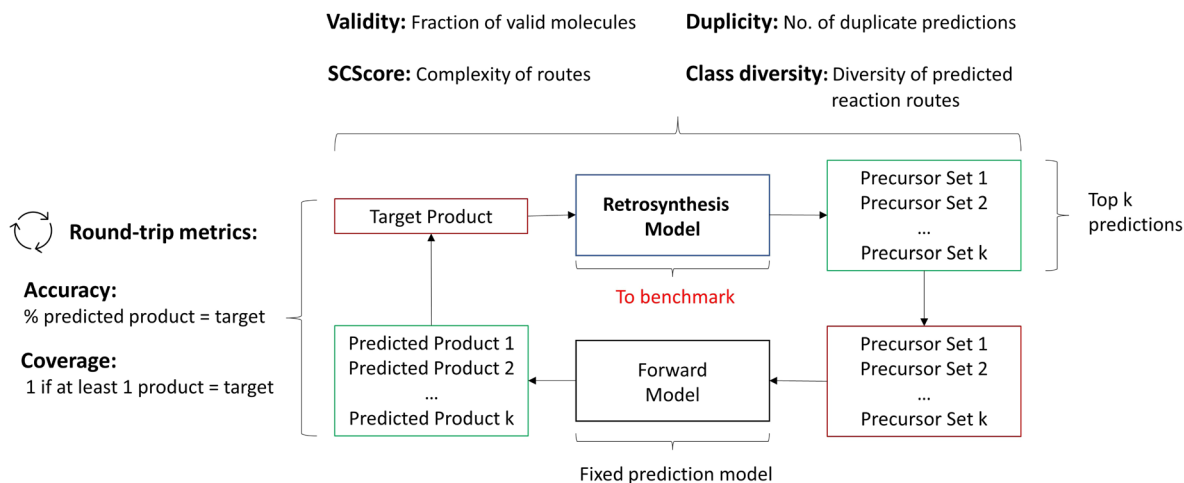 Validity: Fraction of valid molecules
Duplicity: No. of duplicate predictions
SCScore: Complexity of routes
Class diversity: Diversity of predicted
reaction routes
Target Product
Retrosynthesis
Model
Precursor Set 1
Precursor Set 2
...
Precursor Set k
Top k
predictions
Round-trip metrics:
To benchmark
Accuracy:
% predicted product = target
Coverage:
1 if at least 1 product = target
Predicted Product 1
Predicted Product 2
...
Predicted Product k
Forward
Model
Precursor Set 1
Precursor Set 2
...
Precursor Set k
Fixed prediction model